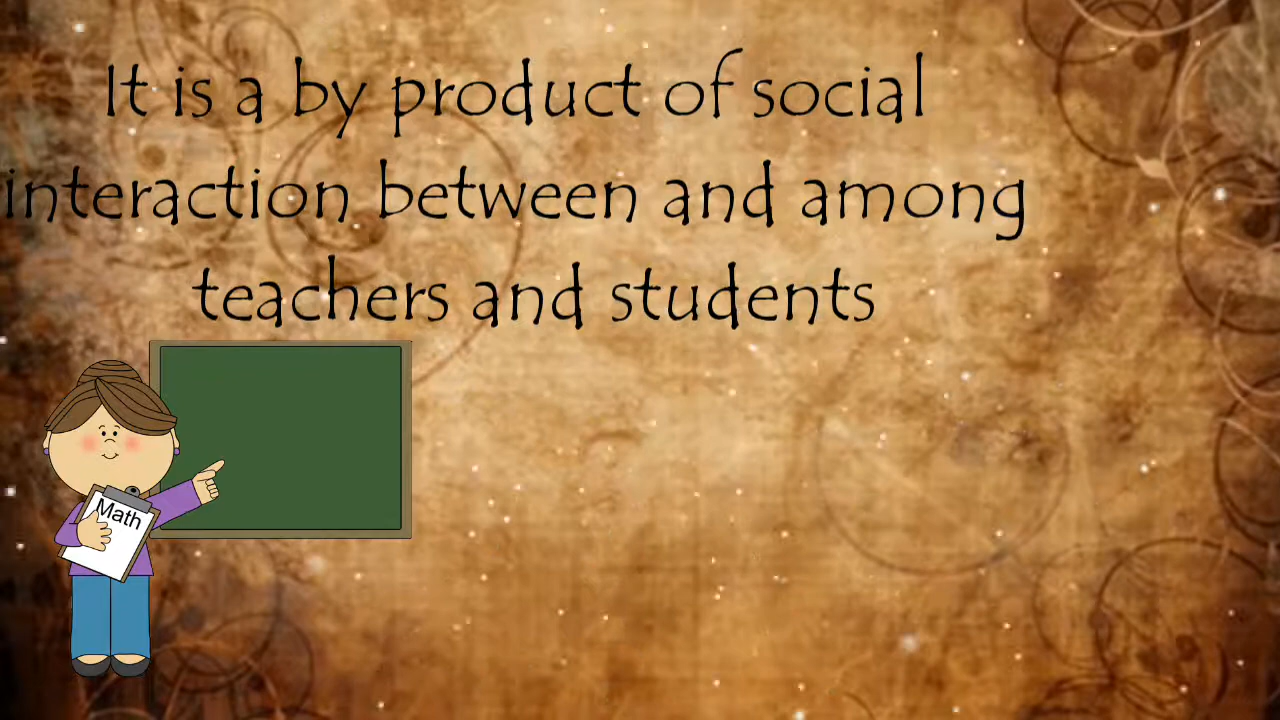 It is a by product of social
interaction between and among
teachers and students
Math